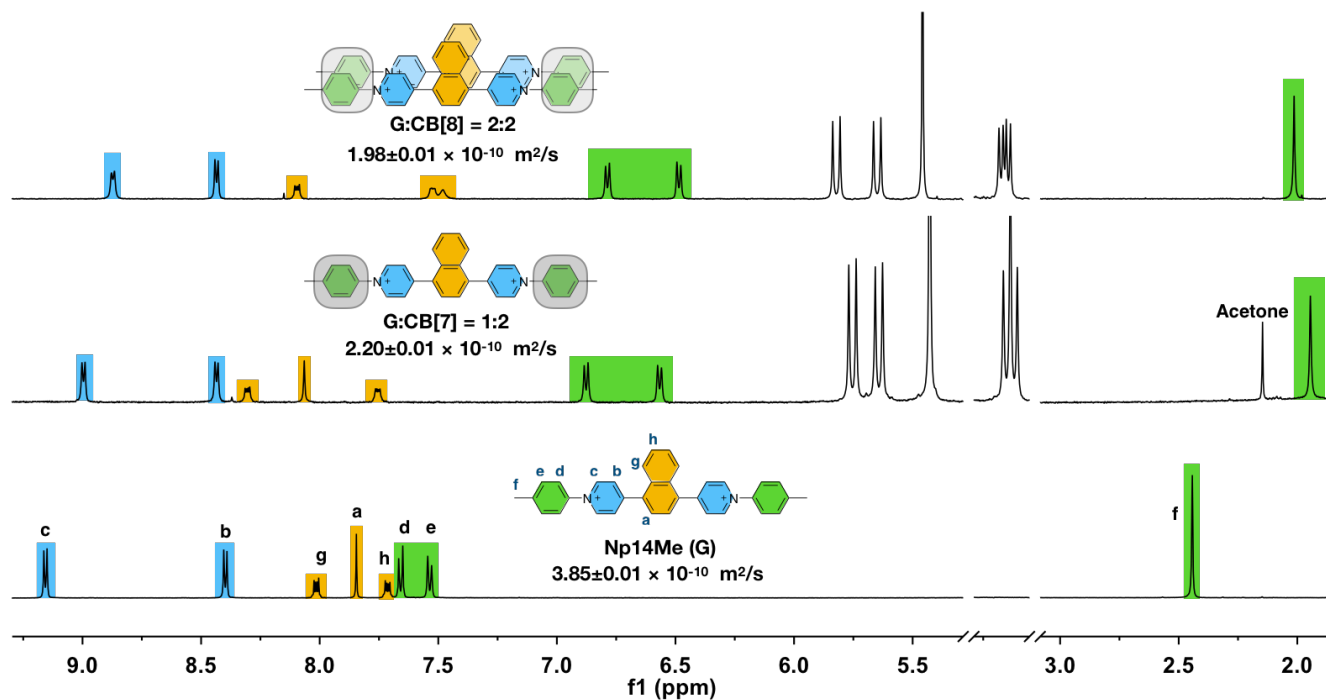 N + + N
N + + N
G:CB[8] = 2:2
1.98±0.01 × 10⁻¹⁰ m²/s
N + + N
G:CB[7] = 1:2
2.20±0.01 × 10⁻¹⁰ m²/s
Acetone
h
g
e d c b
f
N + + N
a
Np14Me (G)
3.85±0.01 × 10⁻¹⁰ m²/s
c b g a h d e f
9.0 8.5 8.0 7.5 7.0 6.5 6.0 5.5 3.0 2.5 2.0
f1 (ppm)